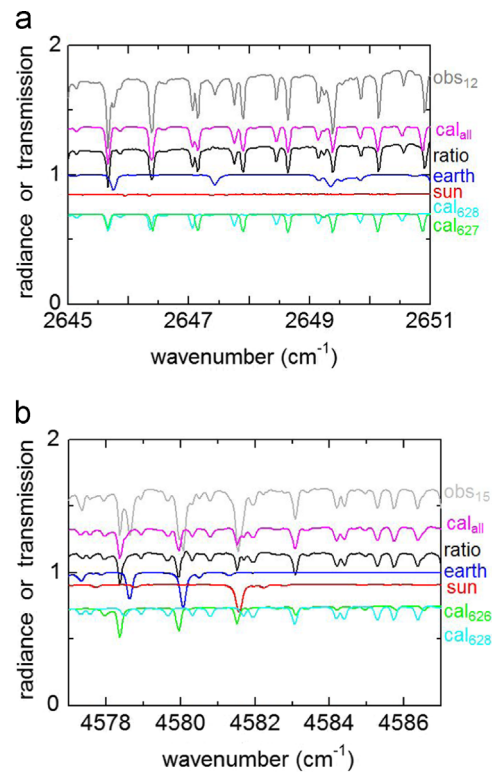 a
radiance or transmission
2
1
0
obs12
calall
ratio
earth
sun
cal628
cal627
2645
2647
2649
2651
wavenumber (cm-1)
b
radiance or transmission
2
1
0
obs15
calall
ratio
earth
sun
cal626
cal628
4578
4580
4582
4584
4586
wavenumber (cm-1)